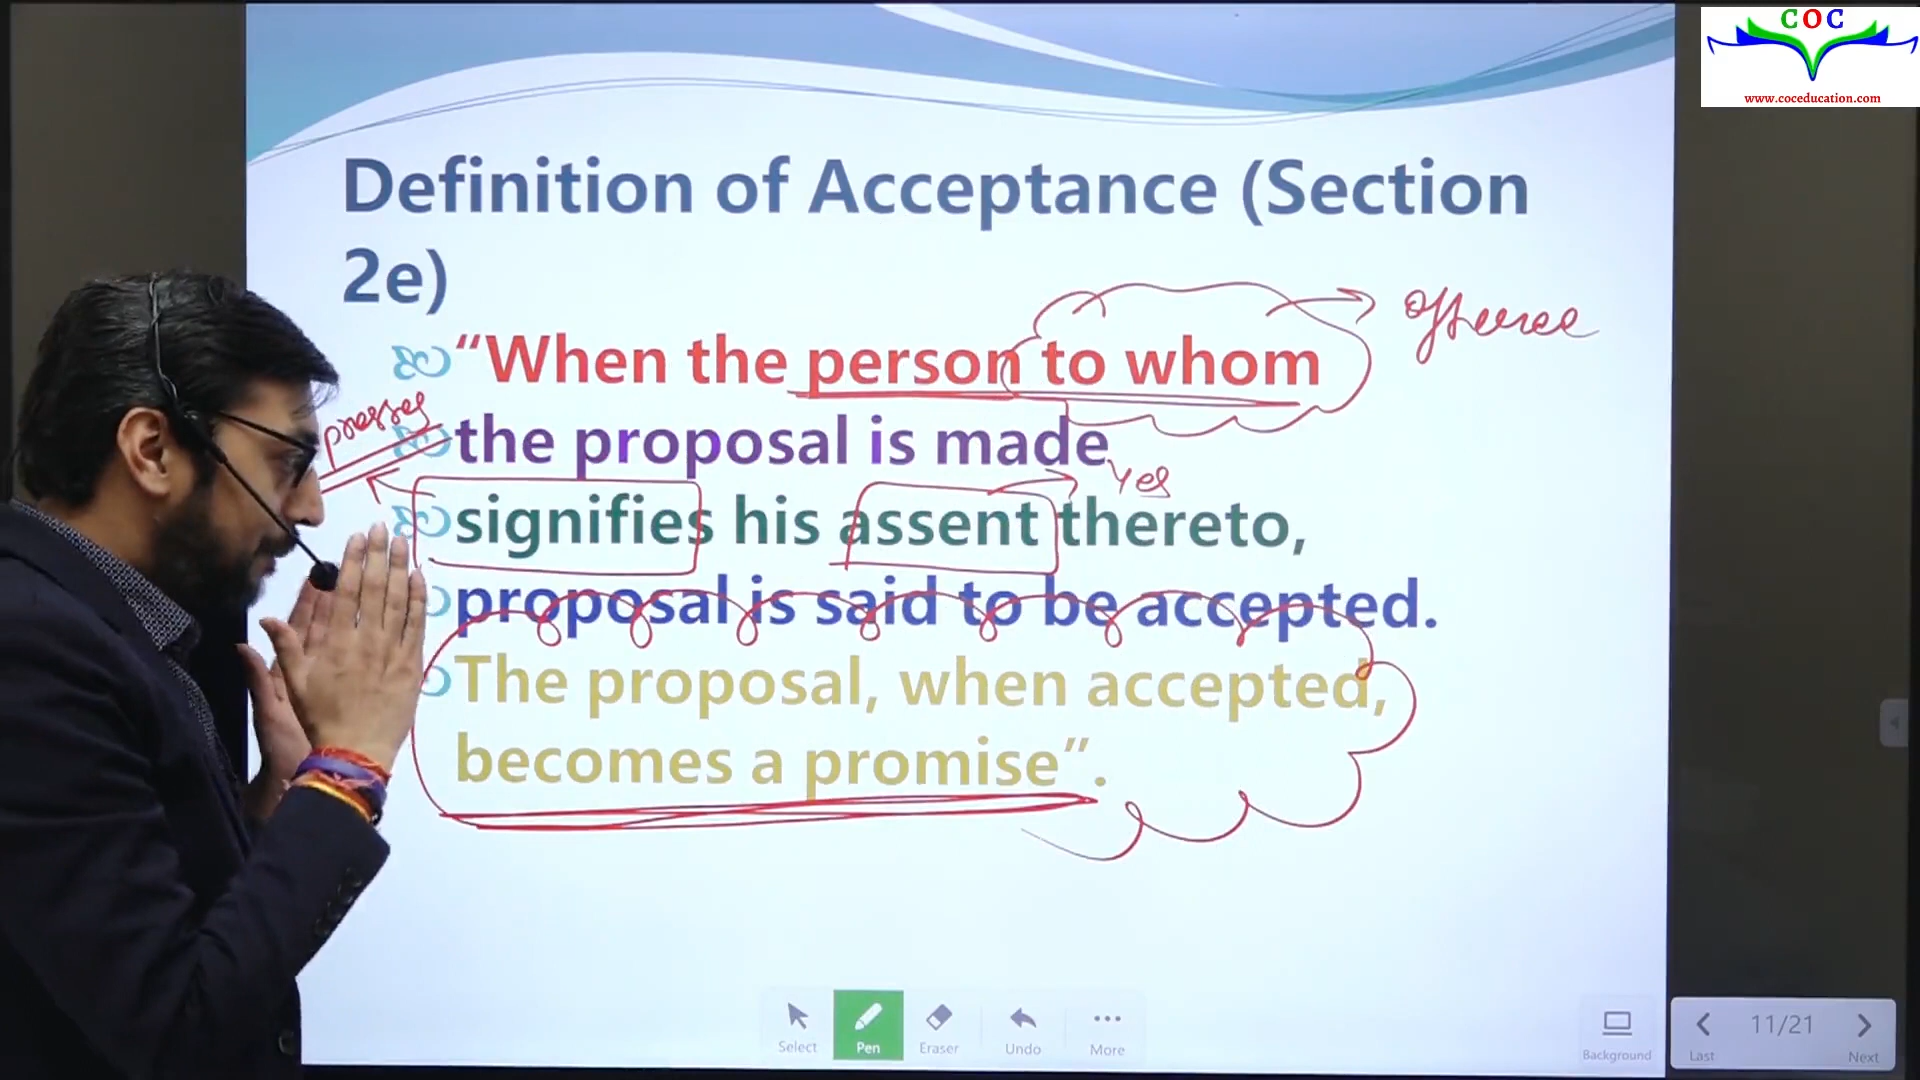 COC
www.coceducation.com
Definition of Acceptance (Section
2e)
offeree
“When the person to whom
presses
the proposal is made
Yes
signifies his assent thereto,
proposal is said to be accepted.
The proposal, when accepted,
becomes a promise”.
Select
Pen
Eraser
Undo
More
Background
Last
11/21
Next